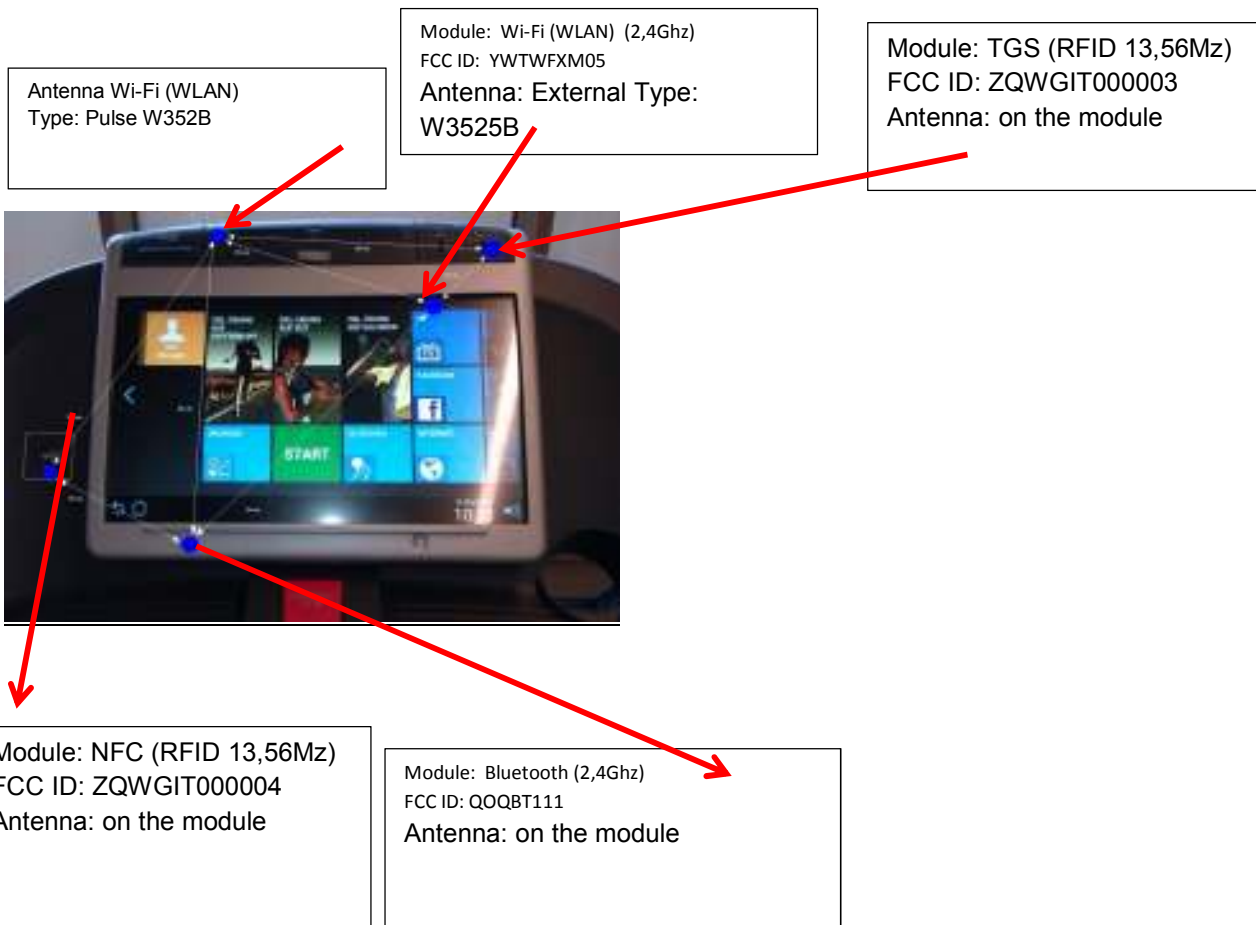 Antenna Wi-Fi (WLAN)
Type: Pulse W352B
Module: Wi-Fi (WLAN) (2,4Ghz)
FCC ID: YWTWFXM05
Antenna: External Type:
W3525B
Module: TGS (RFID 13,56Mz)
FCC ID: ZQWGIT000003
Antenna: on the module
START
Module: NFC (RFID 13,56Mz)
FCC ID: ZQWGIT000004
Antenna: on the module
Module: Bluetooth (2,4Ghz)
FCC ID: QOQBT111
Antenna: on the module